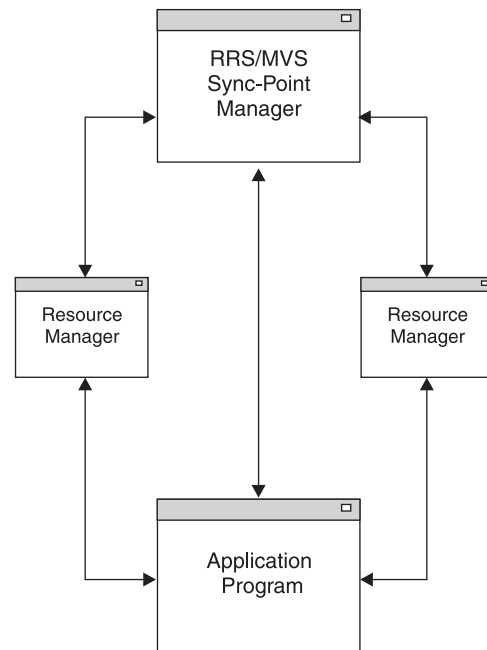 RRS/MVS
Sync-Point
Manager
Resource
Manager
Resource
Manager
Application
Program